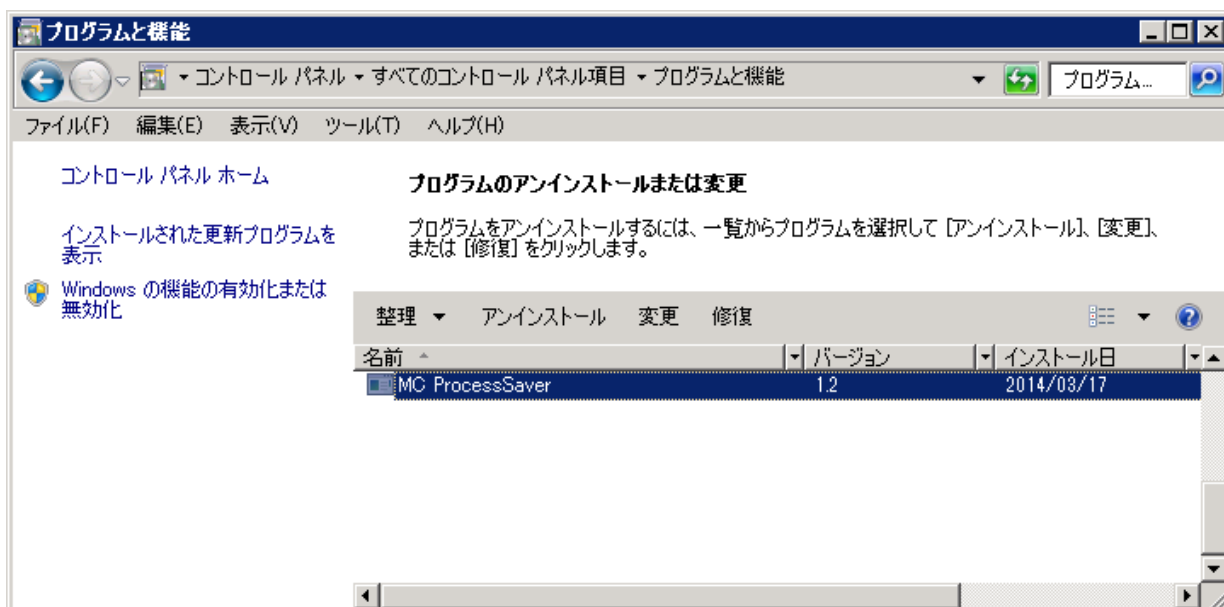 プログラムと機能
コントロール パネル ▾ すべてのコントロール パネル項目 ▾ プログラムと機能
プログラム...
ファイル(F) 編集(E) 表示(V) ツール(T) ヘルプ(H)
コントロール パネル ホーム
インストールされた更新プログラムを
表示
Windows の機能の有効化または
無効化
プログラムのアンインストールまたは変更
プログラムをアンインストールするには、一覧からプログラムを選択して [アンインストール]、[変更]、
または [修復] をクリックします。
整理 ▼ アンインストール 変更 修復
名前 バージョン インストール日
MC ProcessSaver 1.2 2014/03/17